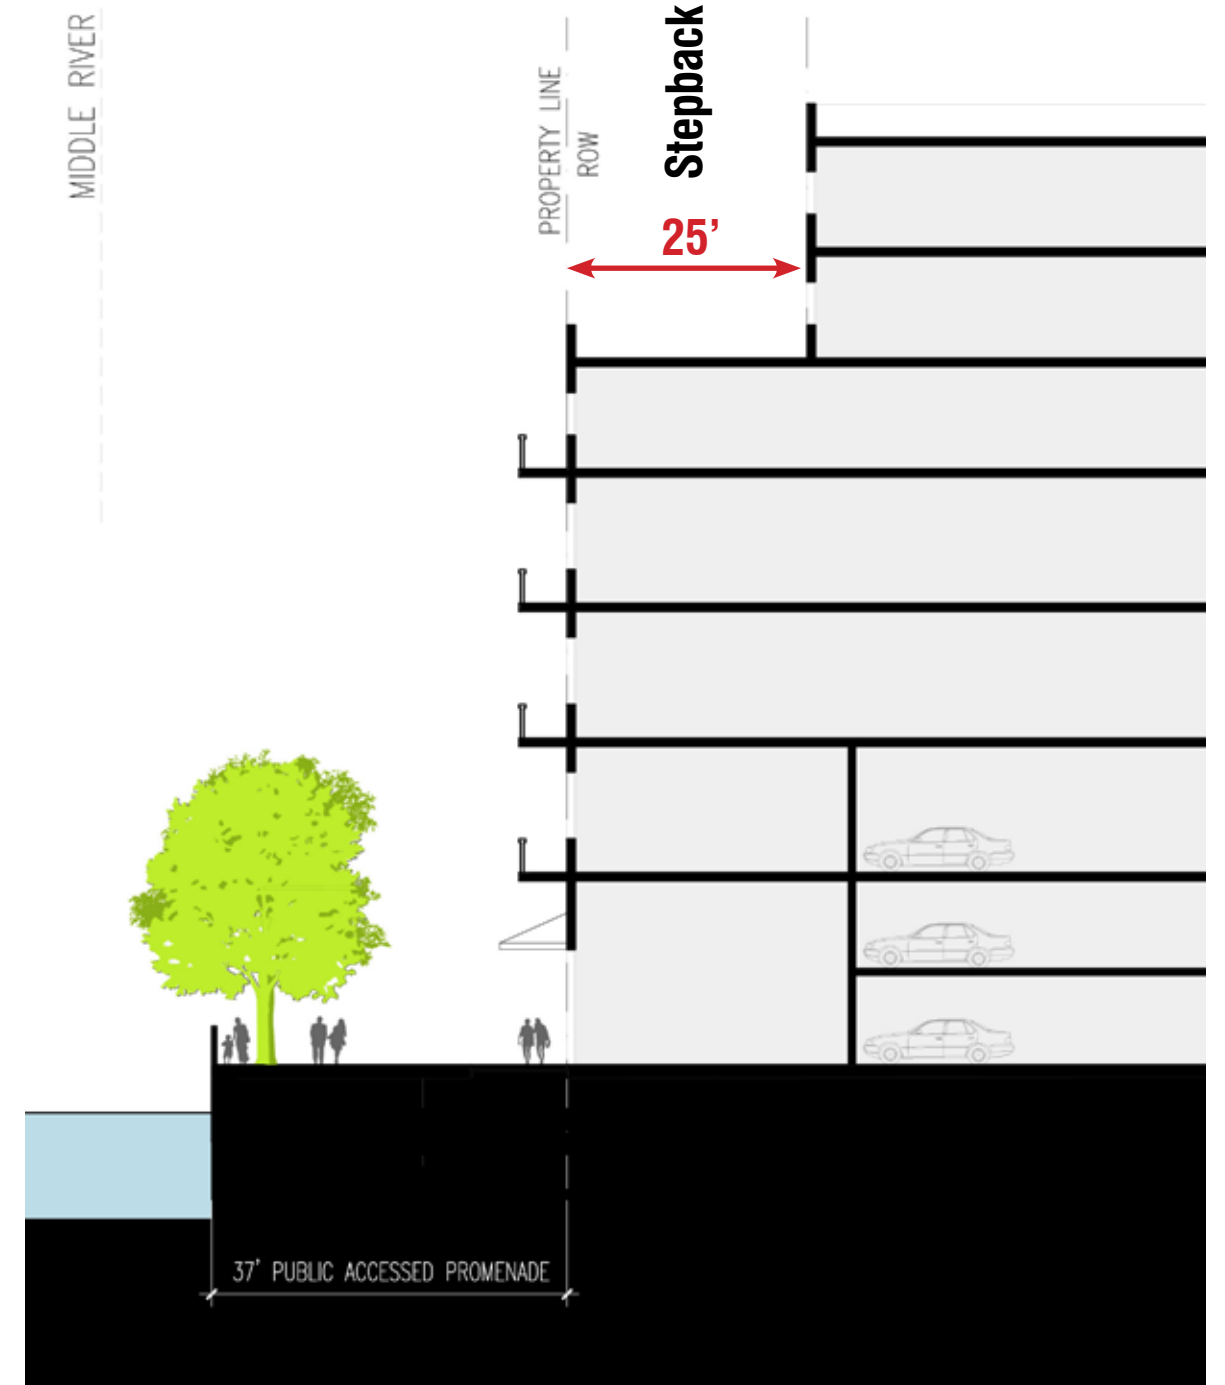 MIDDLE RIVER
PROPERTY LINE
ROW
Stepback
25’
37' PUBLIC ACCESSED PROMENADE